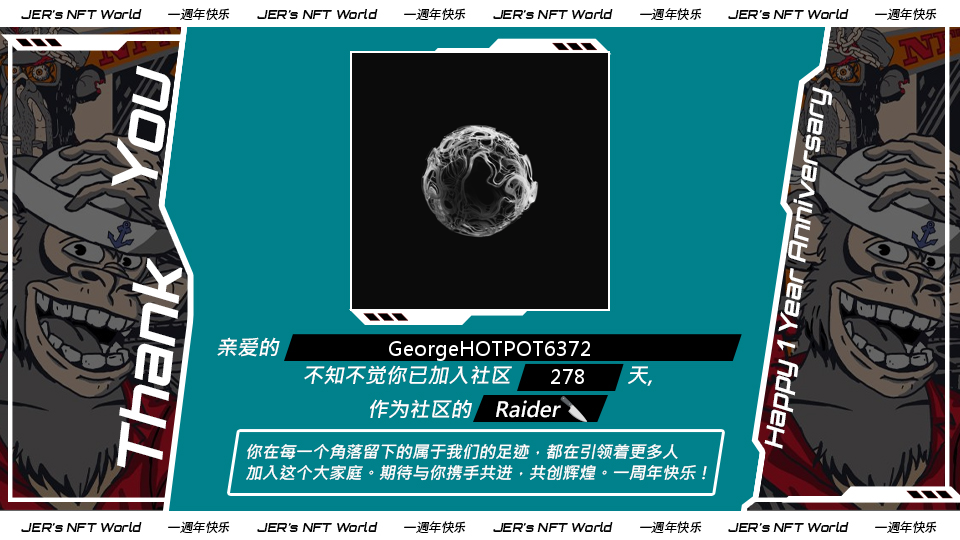 JER's NFT World 一週年快乐 JER's NFT World 一週年快乐 JER's NFT World 一週年快乐 JER's NFT World 一週年快乐
Thank You
Happy 1 Year Anniversary
亲爱的 GeorgeHOTPOT6372
不知不觉你已加入社区 278 天,
作为社区的 Raider
你在每一个角落留下的属于我们的足迹，都在引领着更多人
加入这个大家庭。期待与你携手共进，共创辉煌。一周年快乐！
JER's NFT World 一週年快乐 JER's NFT World 一週年快乐 JER's NFT World 一週年快乐 JER's NFT World 一週年快乐